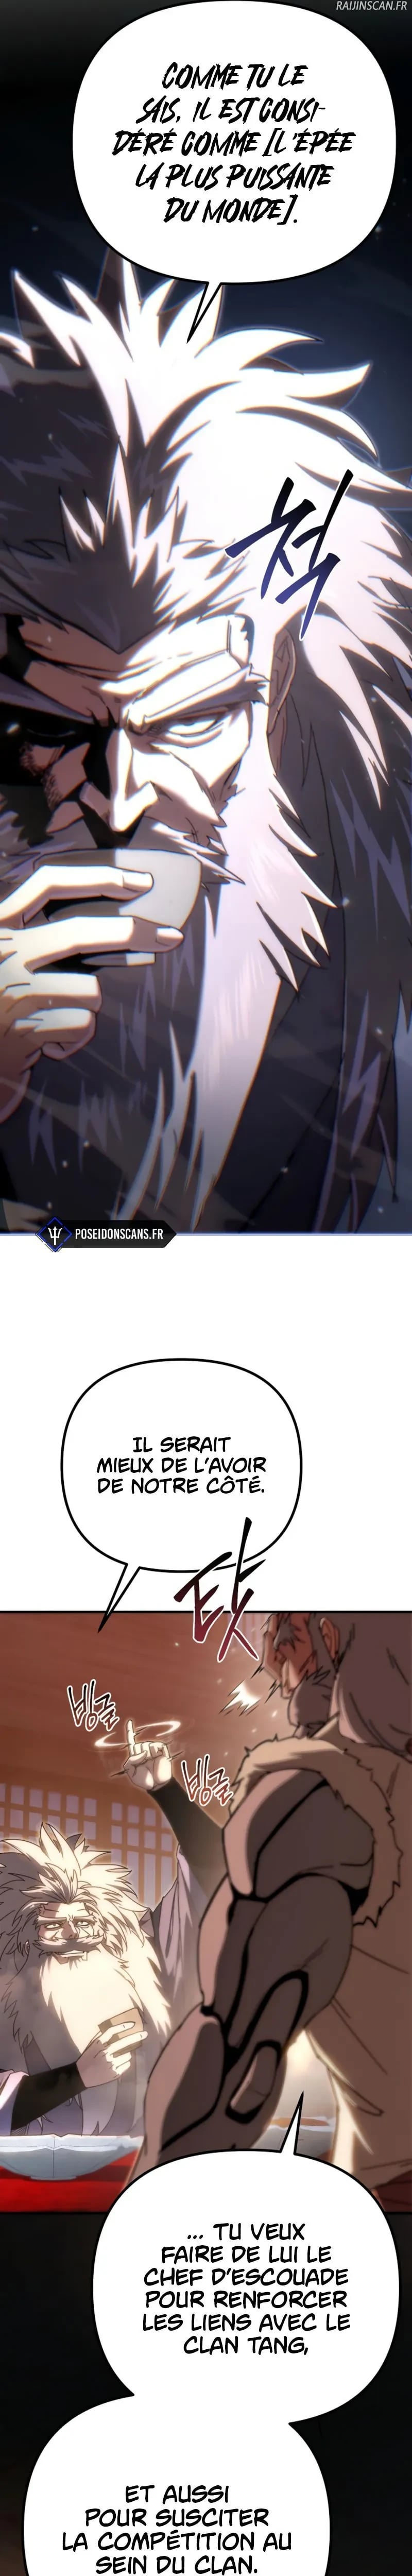 RAIJINSCAN.FR
COMME TU LE
SAIS, IL EST CONSI-
DÉRÉ COMME [L'ÉPÉE
LA PLUS PUISSANTE
DU MONDE].
척
POSEIDONSCANS.FR
IL SERAIT
MIEUX DE L'AVOIR
DE NOTRE CÔTÉ.
탓
빙글
빙글
... TU VEUX
FAIRE DE LUI LE
CHEF D'ESCOUADE
POUR RENFORCER
LES LIENS AVEC LE
CLAN TANG,
ET AUSSI
POUR SUSCITER
LA COMPÉTITION AU
SEIN DU CLAN.